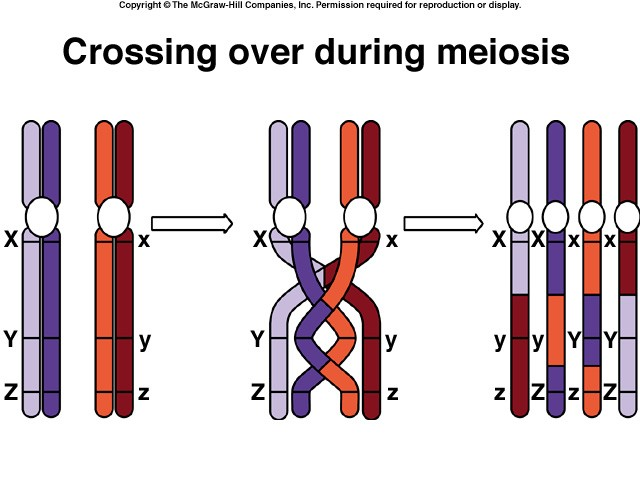 Copyright © The McGraw-Hill Companies, Inc. Permission required for reproduction or display.
Crossing over during meiosis
X x X x X X x x
Y y Y y y y Y Y
Z z Z z z Z z Z